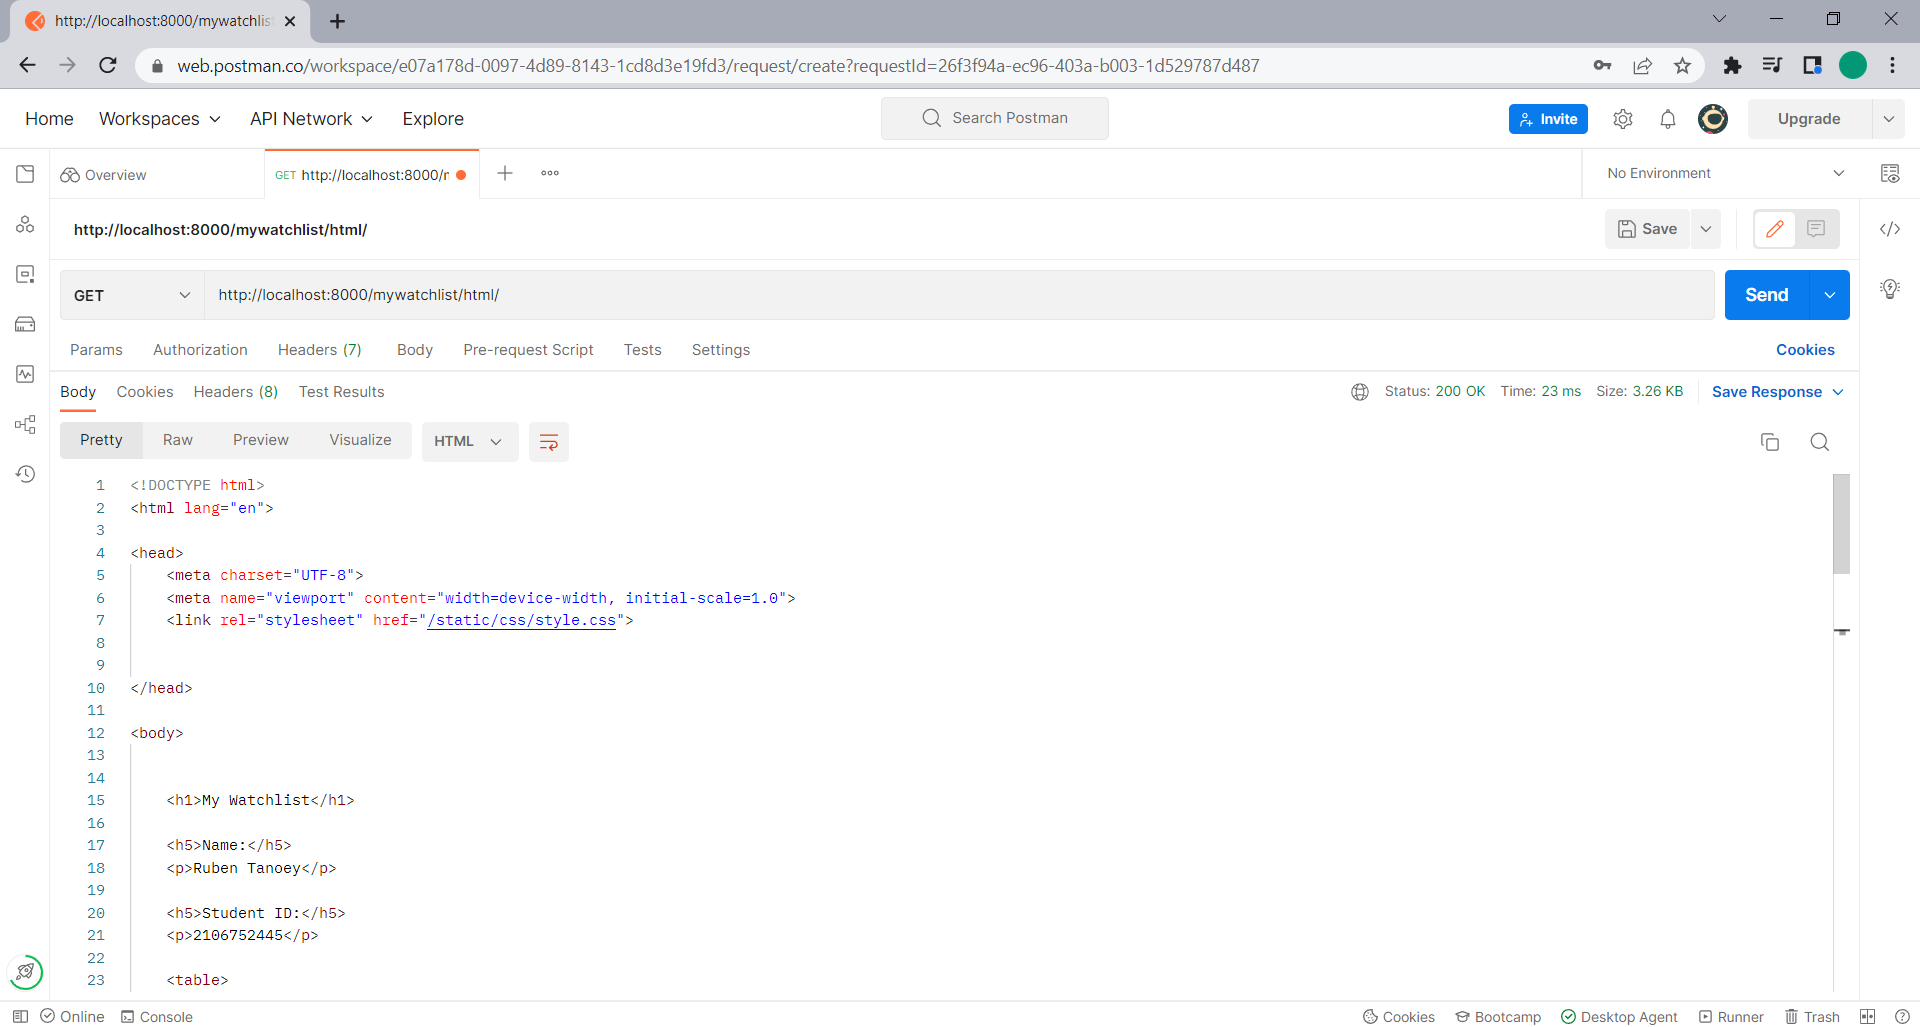 http://localhost:8000/mywatchlis
web.postman.co/workspace/e07a178d-0097-4d89-8143-1cd8d3e19fd3/request/create?requestId=26f3f94a-ec96-403a-b003-1d529787d487
Home Workspaces API Network Explore Search Postman Invite Upgrade
Overview GET http://localhost:8000/m No Environment
http://localhost:8000/mywatchlist/html/ Save
GET http://localhost:8000/mywatchlist/html/ Send
Params Authorization Headers (7) Body Pre-request Script Tests Settings Cookies
Body Cookies Headers (8) Test Results Status: 200 OK Time: 23 ms Size: 3.26 KB Save Response
Pretty Raw Preview Visualize HTML
1 <!DOCTYPE html>
2 <html lang="en">
3
4 <head>
5 <meta charset="UTF-8">
6 <meta name="viewport" content="width=device-width, initial-scale=1.0">
7 <link rel="stylesheet" href="/static/css/style.css">
8
9
10 </head>
11
12 <body>
13
14
15 <h1>My Watchlist</h1>
16
17 <h5>Name:</h5>
18 <p>Ruben Tanoey</p>
19
20 <h5>Student ID:</h5>
21 <p>2106752445</p>
22
23 <table>
Online Console Cookies Bootcamp Desktop Agent Runner Trash